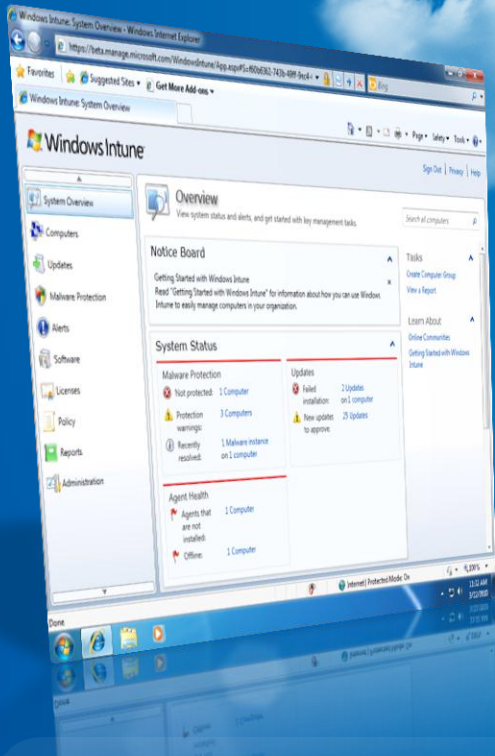 Windows Intune: System Overview - Windows Internet Explorer
Bing
Favorites Suggested Sites Get More Add-ons
Windows Intune: System Overview
Page Safety Tools
Windows Intune
Sign Out | Privacy | Help
System Overview
Computers
Updates
Malware Protection
Alerts
Software
Licenses
Policy
Reports
Administration
Overview
View system status and alerts, and get started with key management tasks.
Search all computers
Notice Board
Getting Started with Windows Intune
Read "Getting Started with Windows Intune" for information about how you can use Windows
Intune to easily manage computers in your organization.
System Status
Malware Protection
Not protected: 1 Computer
Protection 3 Computers
warnings:
Recently 1 Malware instance
resolved: on 1 computer
Updates
Failed 2 Updates
installation: on 1 computer
New updates 25 Updates
to approve:
Agent Health
Agents that 1 Computer
are not
installed:
Offline: 1 Computer
Tasks
Create Computer Group
View a Report
Learn About
Online Communities
Getting Started with Windows
Intune
Done
Internet | Protected Mode: On
100%